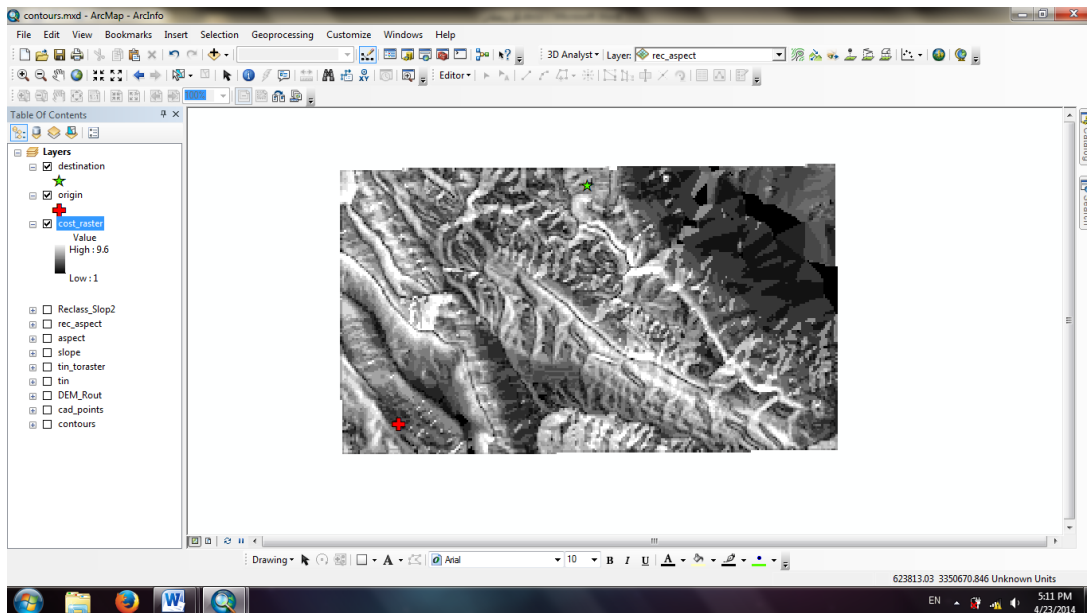 contours.mxd - ArcMap - ArcInfo
File Edit View Bookmarks Insert Selection Geoprocessing Customize Windows Help
3D Analyst Layer: rec_aspect
Editor
100%
Table Of Contents
Layers
destination
origin
cost_raster
Value
High : 9.6
Low : 1
Reclass_Slop2
rec_aspect
aspect
slope
tin_toraster
tin
DEM_Rout
cad_points
contours
Drawing A Arial 10 B I U A
623813.03 3350670.846 Unknown Units
EN 5:11 PM
4/23/2014